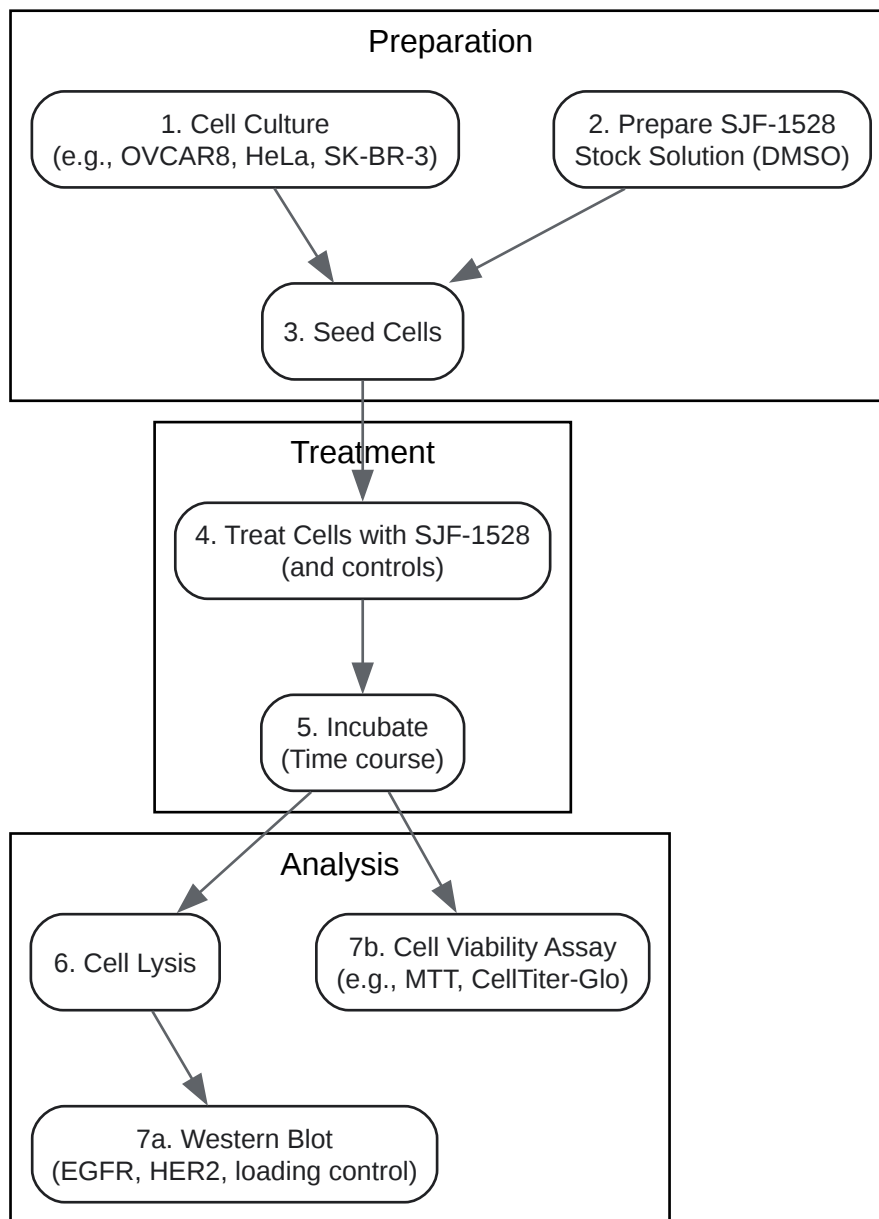 Preparation
1. Cell Culture
(e.g., OVCAR8, HeLa, SK-BR-3)
2. Prepare SJF-1528
Stock Solution (DMSO)
3. Seed Cells
Treatment
4. Treat Cells with SJF-1528
(and controls)
5. Incubate
(Time course)
Analysis
6. Cell Lysis
7b. Cell Viability Assay
(e.g., MTT, CellTiter-Glo)
7a. Western Blot
(EGFR, HER2, loading control)